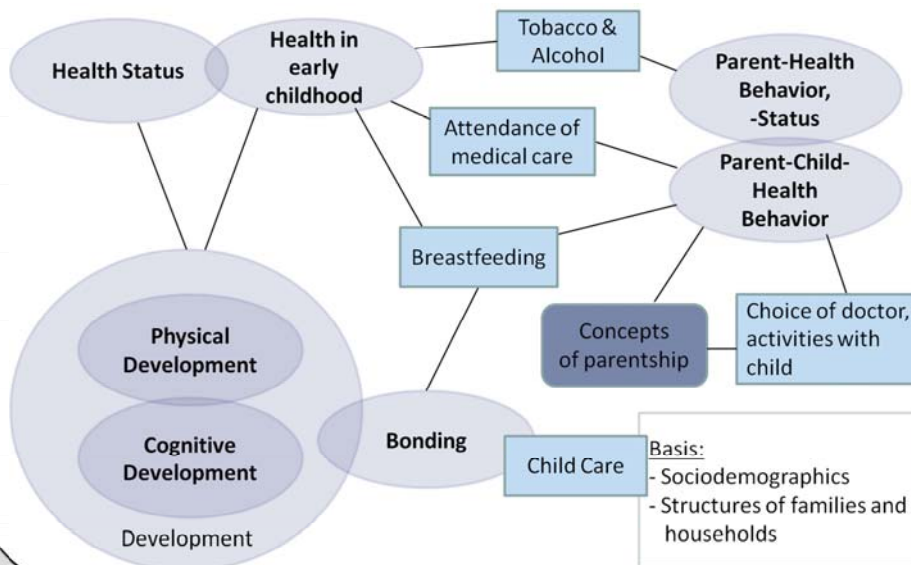 Health Status
Health in
early
childhood
Tobacco &
Alcohol
Parent-Health
Behavior,
-Status
Attendance of
medical care
Parent-Child-
Health
Behavior
Breastfeeding
Concepts
of parentship
Choice of doctor,
activities with
child
Physical
Development
Cognitive
Development
Development
Bonding
Child Care
Basis:
- Sociodemographics
- Structures of families and
households